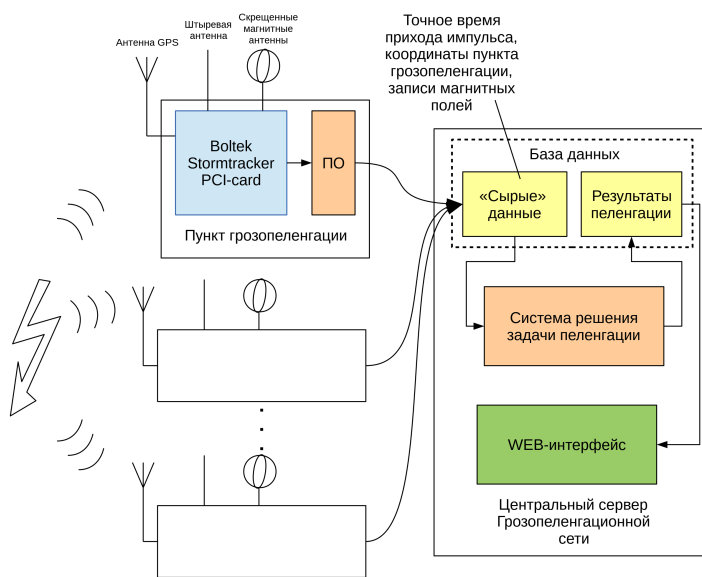 Антенна GPS
Штыревая
антенна
Скрещенные
магнитные
антенны
Точное время
прихода импульса,
координаты пункта
грозопеленгации,
записи магнитных
полей
Boltek
Stormtracker
PCI-card
ПО
Пункт грозопеленгации
База данных
«Сырые»
данные
Результаты
пеленгации
Система решения
задачи пеленгации
WEB-интерфейс
Центральный сервер
Грозопеленгационной
сети